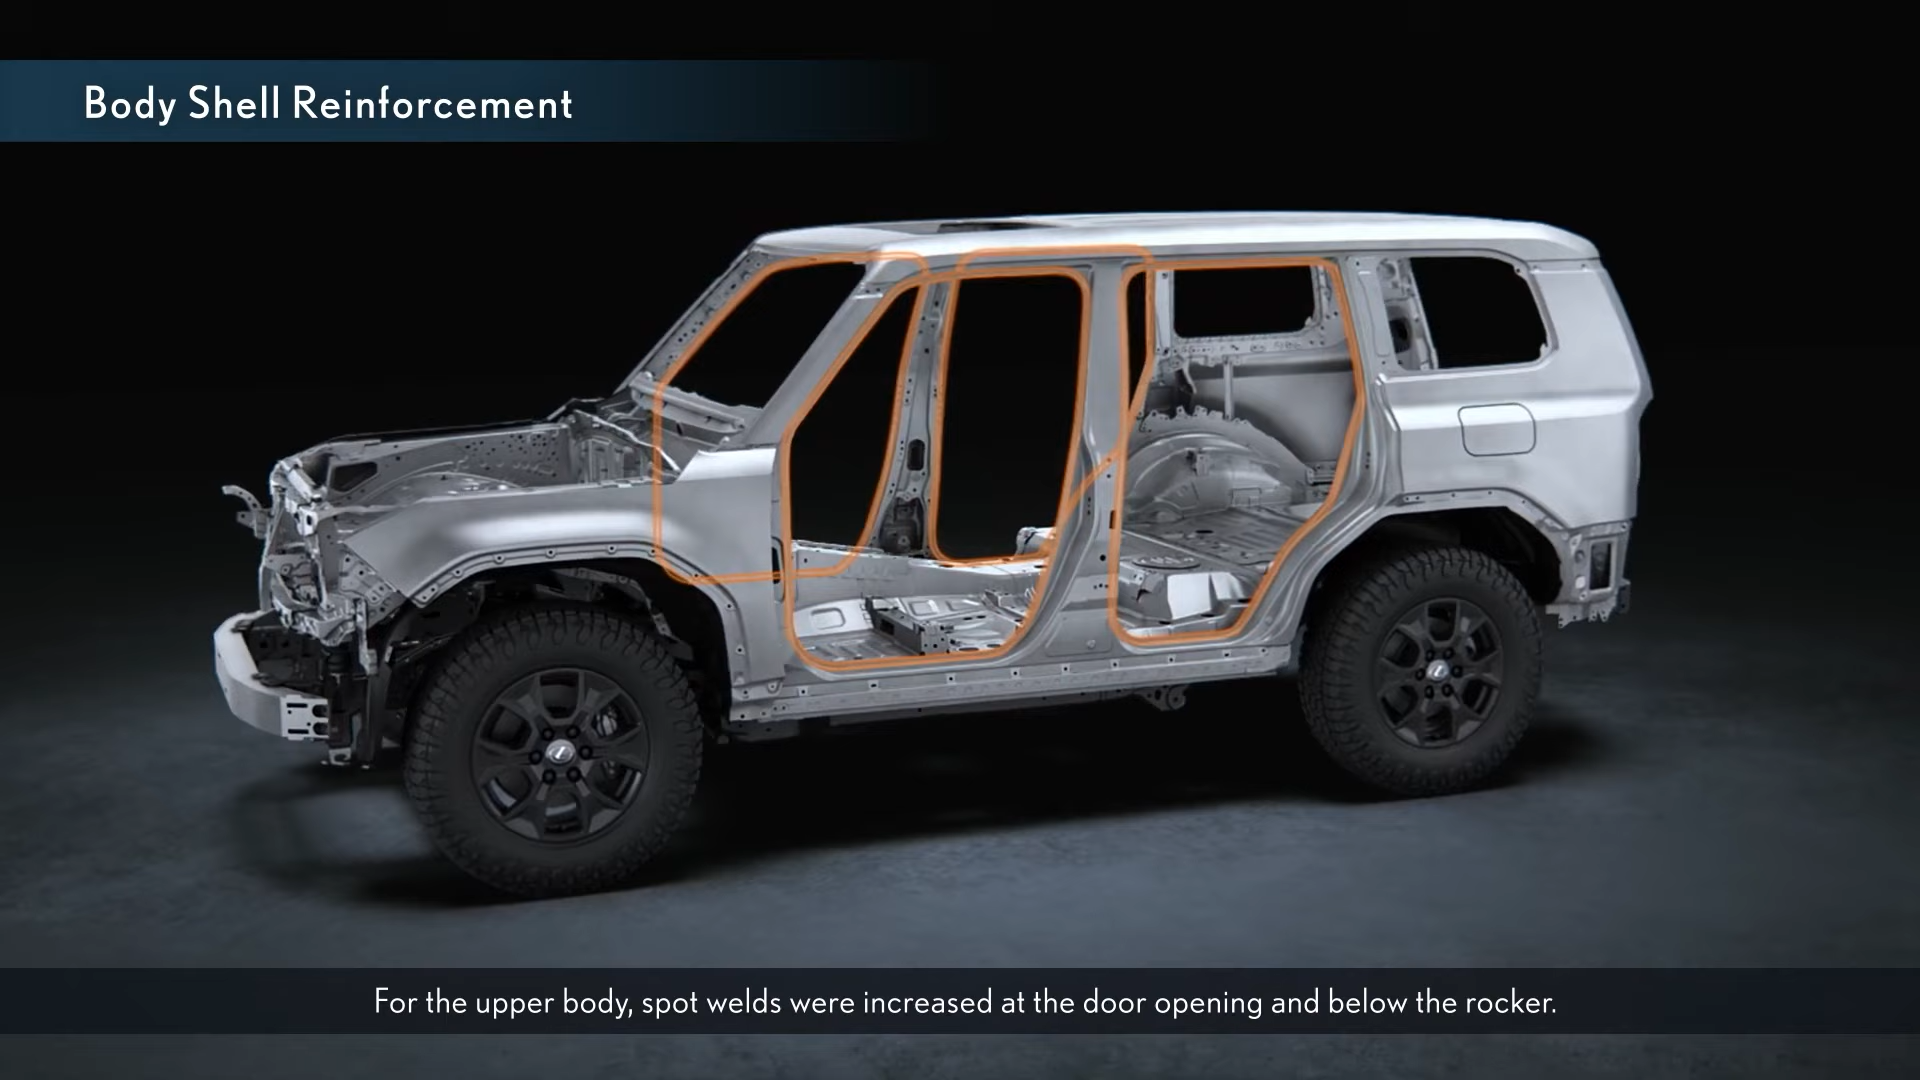 Body Shell Reinforcement
For the upper body, spot welds were increased at the door opening and below the rocker.